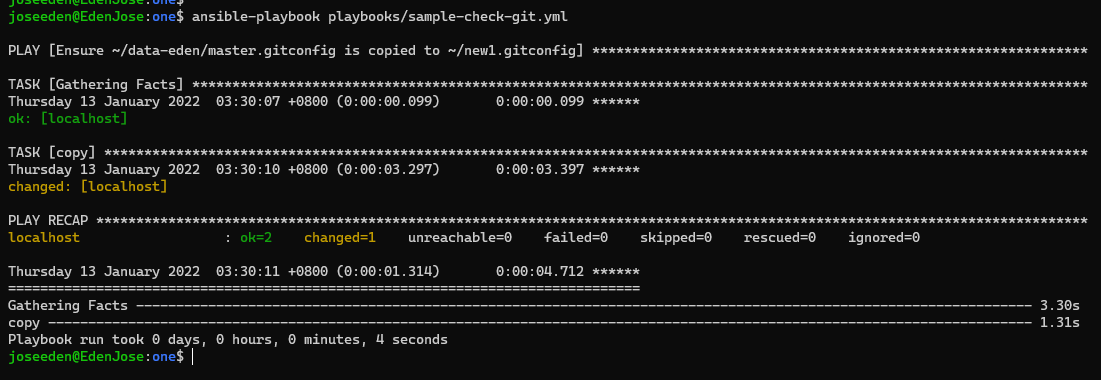 joseeden@EdenJose:one$
joseeden@EdenJose:one$ ansible-playbook playbooks/sample-check-git.yml
PLAY [Ensure ~/data-eden/master.gitconfig is copied to ~/new1.gitconfig] **************************************************************
TASK [Gathering Facts] ****************************************************************************************************************
Thursday 13 January 2022  03:30:07 +0800 (0:00:00.099)       0:00:00.099 ******
ok: [localhost]
TASK [copy] ***************************************************************************************************************************
Thursday 13 January 2022  03:30:10 +0800 (0:00:03.297)       0:00:03.397 ******
changed: [localhost]
PLAY RECAP ****************************************************************************************************************************
localhost                  : ok=2    changed=1    unreachable=0    failed=0    skipped=0    rescued=0    ignored=0
Thursday 13 January 2022  03:30:11 +0800 (0:00:01.314)       0:00:04.712 ******
===============================================================================
Gathering Facts ---------------------------------------------------------------------------------------------------------------- 3.30s
copy --------------------------------------------------------------------------------------------------------------------------- 1.31s
Playbook run took 0 days, 0 hours, 0 minutes, 4 seconds
joseeden@EdenJose:one$